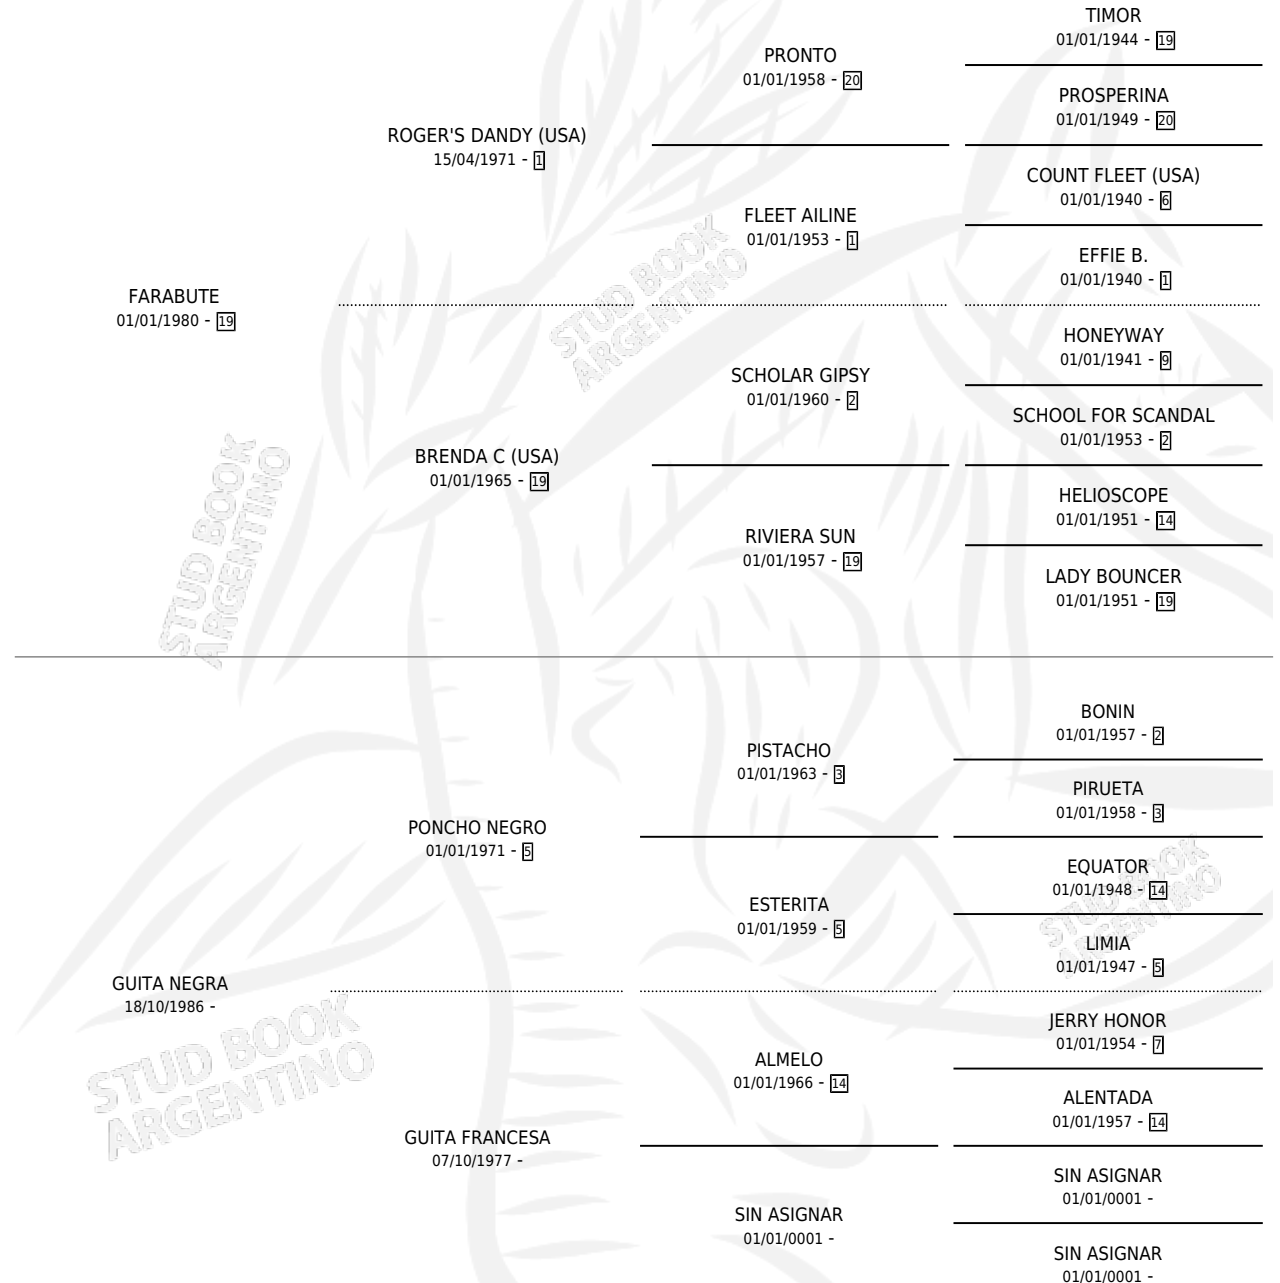 TIMOR
01/01/1944 - 19
PRONTO
01/01/1958 - 20
PROSPERINA
01/01/1949 - 20
ROGER'S DANDY (USA)
15/04/1971 - 1
COUNT FLEET (USA)
01/01/1940 - 6
FLEET AILINE
01/01/1953 - 1
EFFIE B.
01/01/1940 - 1
FARABUTE
01/01/1980 - 19
HONEYWAY
01/01/1941 - 9
SCHOLAR GIPSY
01/01/1960 - 2
SCHOOL FOR SCANDAL
01/01/1953 - 2
BRENDA C (USA)
01/01/1965 - 19
HELIOSCOPE
01/01/1951 - 14
RIVIERA SUN
01/01/1957 - 19
LADY BOUNCER
01/01/1951 - 19
STUD BOOK
ARGENTINO
STUD BOOK
ARGENTINO
BONIN
01/01/1957 - 2
PISTACHO
01/01/1963 - 3
PIRUETA
01/01/1958 - 3
PONCHO NEGRO
01/01/1971 - 5
EQUATOR
01/01/1948 - 14
ESTERITA
01/01/1959 - 5
LIMIA
01/01/1947 - 5
GUITA NEGRA
18/10/1986 -
JERRY HONOR
01/01/1954 - 7
ALMELO
01/01/1966 - 14
ALENTADA
01/01/1957 - 14
GUITA FRANCESA
07/10/1977 -
SIN ASIGNAR
01/01/0001 -
SIN ASIGNAR
01/01/0001 -
SIN ASIGNAR
01/01/0001 -
STUD BOOK
ARGENTINO
STUD BOOK
ARGENTINO